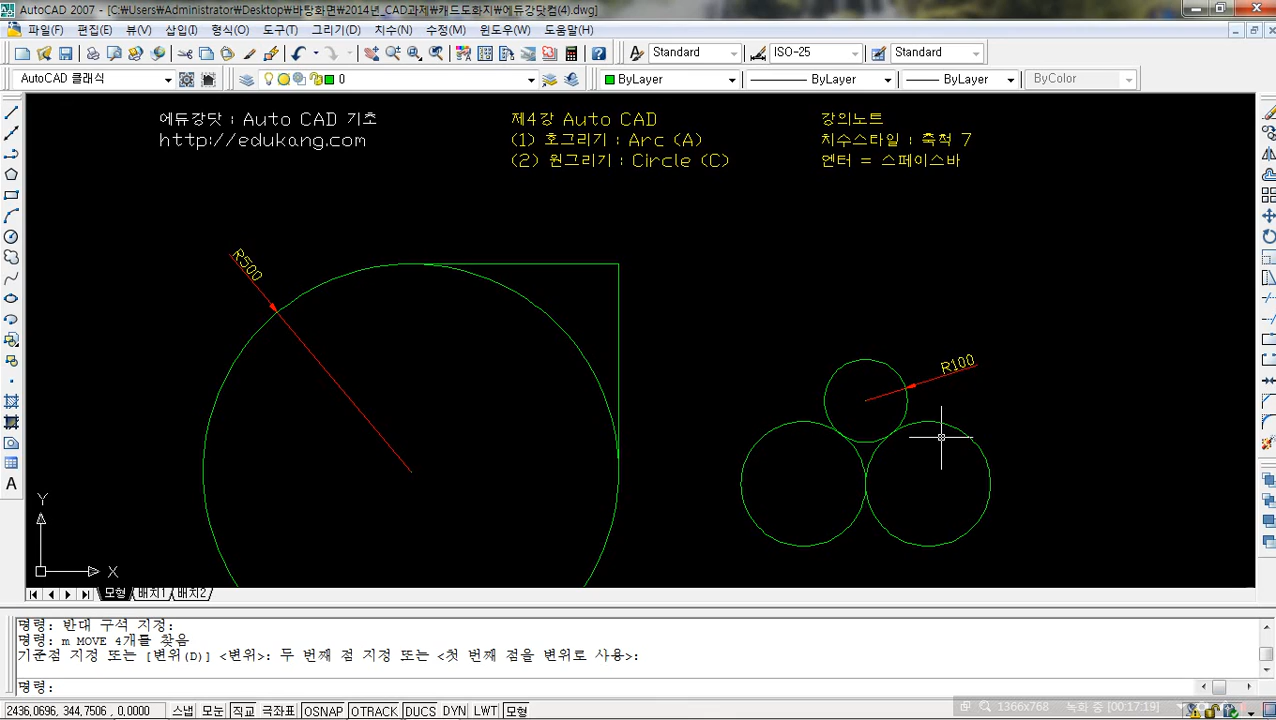 AutoCAD 2007 - [C:₩Users₩Administrator₩Desktop₩바탕화면₩2014년_CAD과제₩캐드도화지₩에듀강닷컴(4).dwg]
파일(F) 편집(E) 뷰(V) 삽입(I) 형식(O) 도구(T) 그리기(D) 치수(N) 수정(M) 윈도우(W) 도움말(H)
Standard ISO-25 Standard
AutoCAD 클래식 0 ByLayer ByLayer ByLayer ByColor
에듀강닷 : Auto CAD 기초
http://edukang.com
제4강 Auto CAD
(1) 호그리기 : Arc (A)
(2) 원그리기 : Circle (C)
강의노트
치수스타일 : 축척 7
엔터 = 스페이스바
R500
R100
Y
X
모형 배치1 배치2
명령: 반대 구석 지정:
명령: m MOVE 4개를 찾음
기준점 지정 또는 [변위(D)] <변위>: 두 번째 점 지정 또는 <첫 번째 점을 변위로 사용>:
명령:
2436,0696, 344,7506 , 0,0000 스냅 모눈 직교 극좌표 OSNAP OTRACK DUCS DYN LWT 모형 1366x768 녹화 중 [00:17:19]